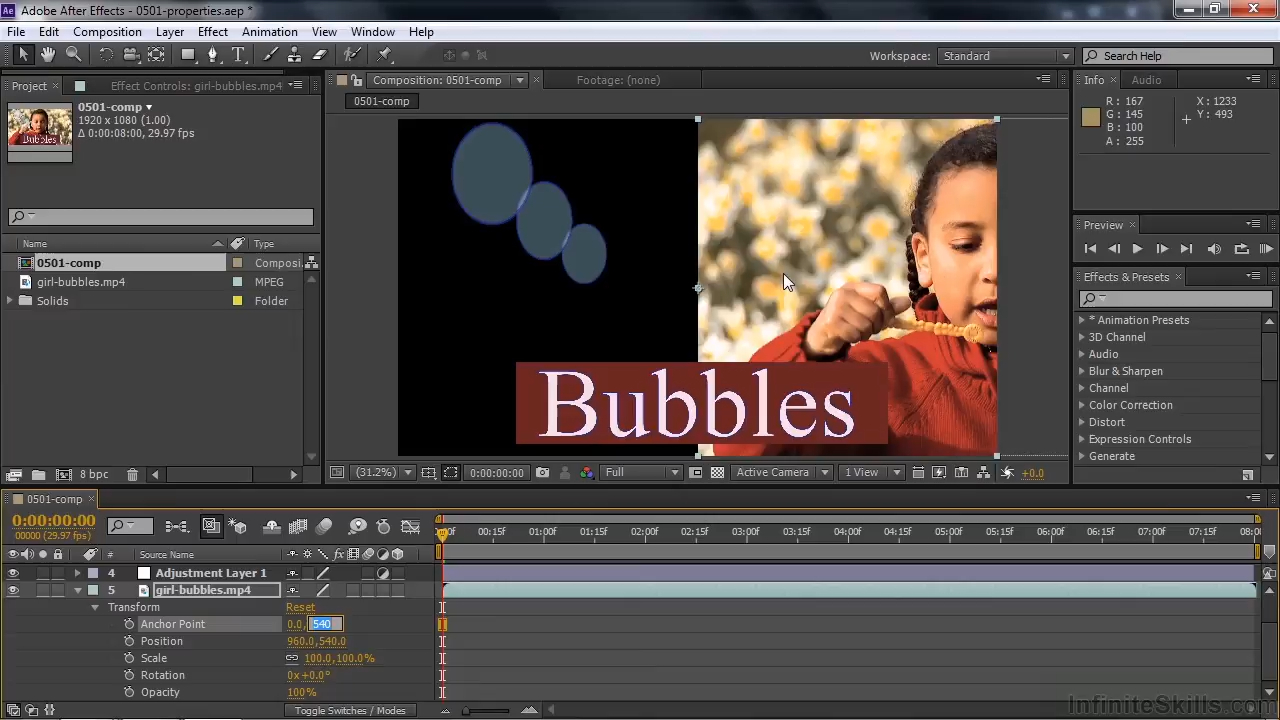 Ae Adobe After Effects - 0501-properties.aep *
File Edit Composition Layer Effect Animation View Window Help
Workspace: Standard Search Help
Project × Effect Controls: girl-bubbles.mp4 Composition: 0501-comp × Footage: (none) Info × Audio
0501-comp
0501-comp
1920 x 1080 (1.00)
Δ 0:00:08:00, 29.97 fps
R : 167
G : 145
B : 100
A : 255
X : 1233
Y : 493
Bubbles
Preview ×
Name Type
0501-comp Composi
girl-bubbles.mp4 MPEG
Solids Folder
Effects & Presets ×
* Animation Presets
3D Channel
Audio
Blur & Sharpen
Channel
Color Correction
Distort
Expression Controls
Generate
Bubbles
8 bpc (31.2%) 0:00:00:00 Full Active Camera 1 View +0.0
0501-comp ×
0:00:00:00
00000 (29.97 fps)
:00f 00:15f 01:00f 01:15f 02:00f 02:15f 03:00f 03:15f 04:00f 04:15f 05:00f 05:15f 06:00f 06:15f 07:00f 07:15f 08:00
# Source Name fx
4 Adjustment Layer 1
5 girl-bubbles.mp4
Transform Reset
Anchor Point 0.0, 540
Position 960.0,540.0
Scale 100.0,100.0%
Rotation 0x+0.0°
Opacity 100%
Toggle Switches / Modes
InfiniteSkills.com